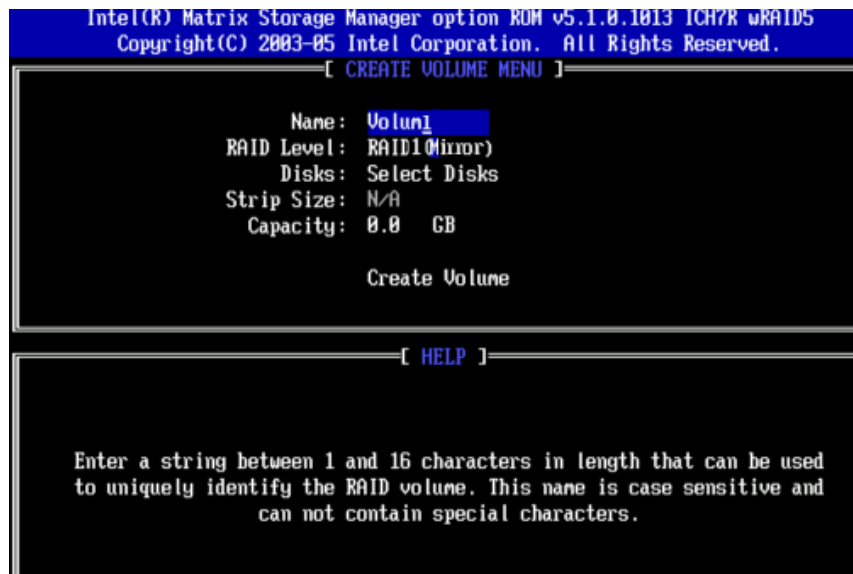 Intel(R) Matrix Storage Manager option ROM v5.1.0.1013 ICH7R wRAID5
Copyright(C) 2003-05 Intel Corporation. All Rights Reserved.
[ CREATE VOLUME MENU ]
Name: Volum1
RAID Level: RAID1(Mirror)
Disks: Select Disks
Strip Size: N/A
Capacity: 0.0 GB
Create Volume
[ HELP ]
Enter a string between 1 and 16 characters in length that can be used
to uniquely identify the RAID volume. This name is case sensitive and
can not contain special characters.